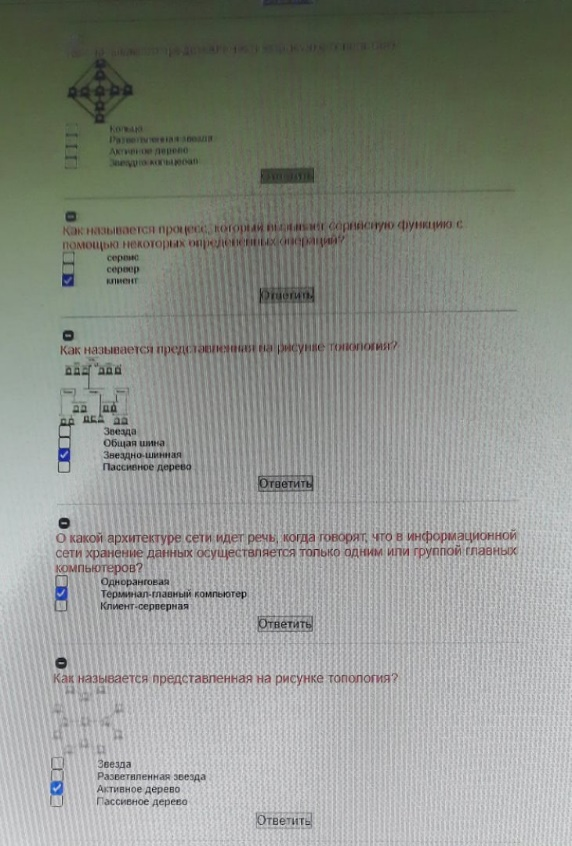 Кольцо
Разветвленная звезда
Активное дерево
Звездно-кольцевая
Ответить
Как называется процесс, который вызывает сервисную функцию с
помощью некоторых определенных операций?
сервис
сервер
клиент
Ответить
Как называется представленная на рисунке топология?
Звезда
Общая шина
Звездно-шинная
Пассивное дерево
Ответить
О какой архитектуре сети идет речь, когда говорят, что в информационной
сети хранение данных осуществляется только одним или группой главных
компьютеров?
Одноранговая
Терминал-главный компьютер
Клиент-серверная
Ответить
Как называется представленная на рисунке топология?
Звезда
Разветвленная звезда
Активное дерево
Пассивное дерево
Ответить